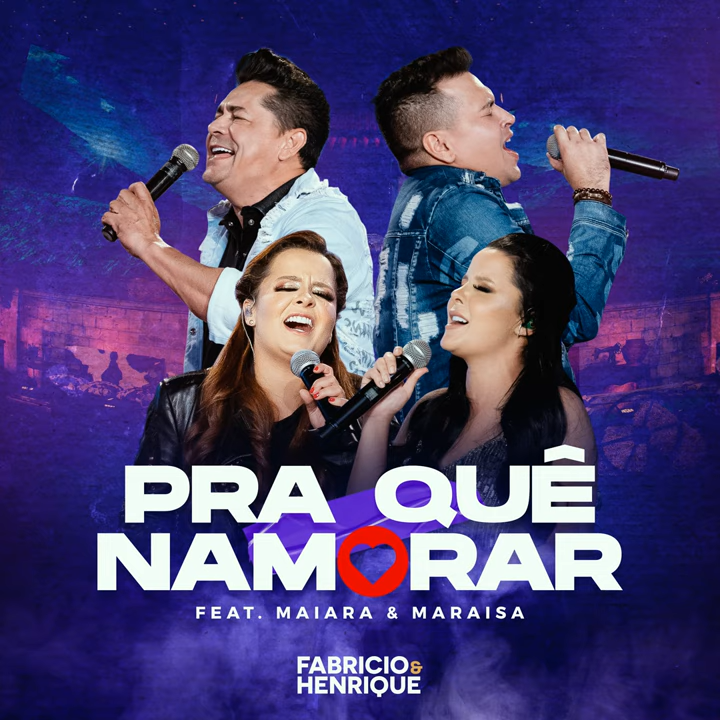 PRA QUÊ
NAMORAR
FEAT. MAIARA & MARAISA
FABRICIO &
HENRIQUE